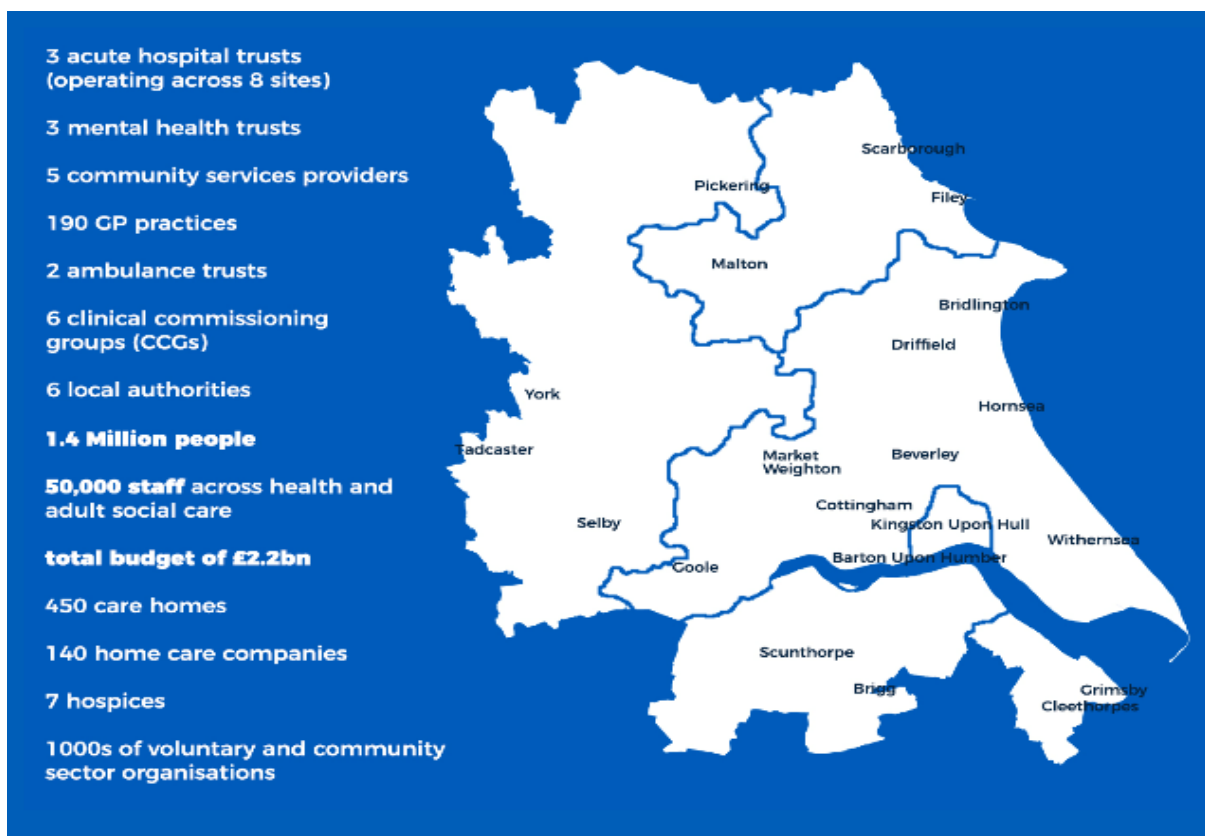 3 acute hospital trusts
(operating across 8 sites)
3 mental health trusts
5 community services providers
190 GP practices
2 ambulance trusts
6 clinical commissioning
groups (CCGs)
6 local authorities
1.4 Million people
50,000 staff across health and
adult social care
total budget of £2.2bn
450 care homes
140 home care companies
7 hospices
1000s of voluntary and community
sector organisations
Scarborough
Pickering
Filey
Malton
Bridlington
Driffield
York
Hornsea
Tadcaster
Market
Weighton
Beverley
Cottingham
Selby
Kingston Upon Hull
Withernsea
Barton Upon Humber
Goole
Scunthorpe
Brigg
Grimsby
Cleethorpes